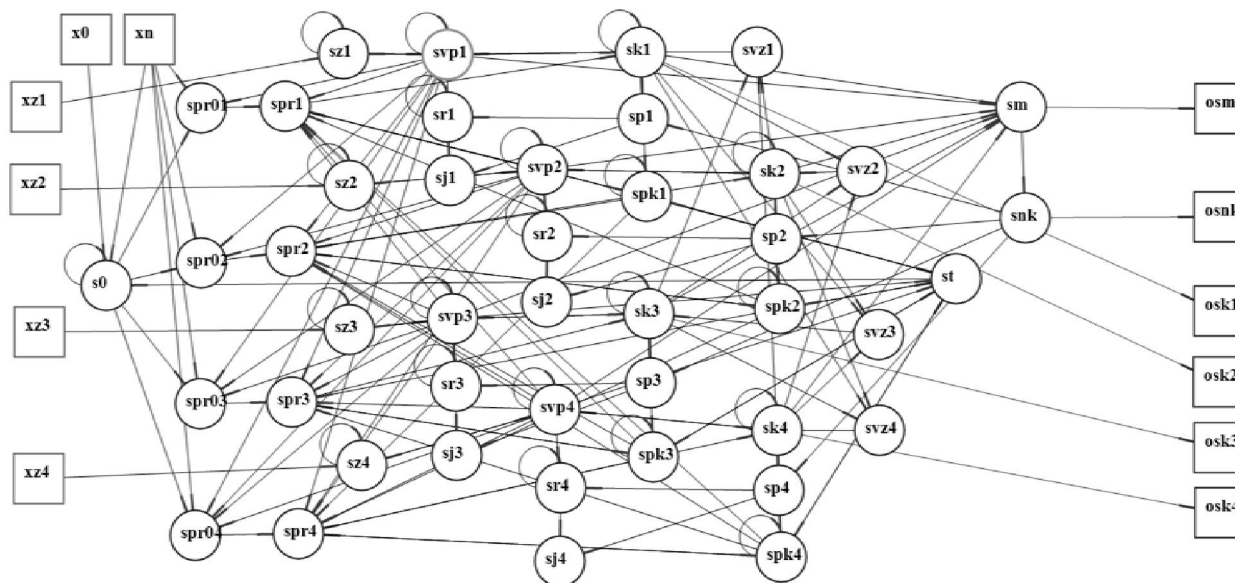 x0
xn
sz1
svp1
sk1
svz1
xz1
spr01
spr1
sr1
sp1
sm
osm
xz2
sz2
sj1
svp2
spk1
sk2
svz2
osnk
s0
spr02
spr2
sr2
sp2
snk
st
xz3
sz3
svp3
sj2
sk3
spk2
svz3
osk1
spr03
spr3
sr3
sp3
osk2
svp4
sk4
svz4
xz4
sz4
sj3
spk3
osk3
sr4
sp4
osk4
spr04
spr4
sj4
spk4